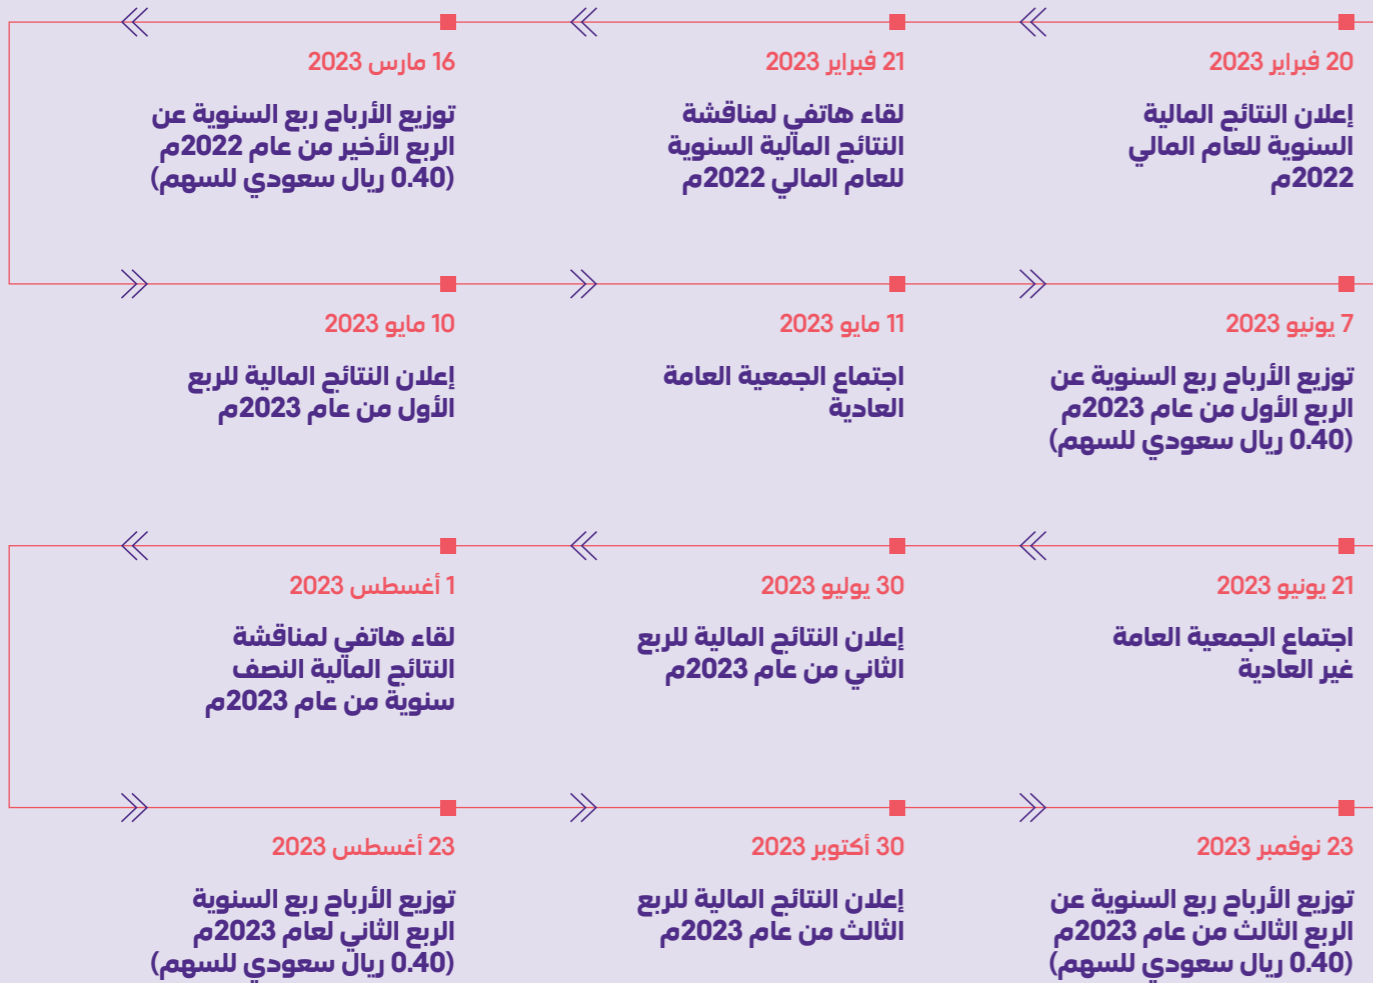 20 فبراير 2023
إعلان النتائج المالية
السنوية للعام المالي
2022م
21 فبراير 2023
لقاء هاتفي لمناقشة
النتائج المالية السنوية
للعام المالي 2022م
16 مارس 2023
توزيع الأرباح ربع السنوية عن
الربع الأخير من عام 2022م
(0.40 ريال سعودي للسهم)
10 مايو 2023
إعلان النتائج المالية للربع
الأول من عام 2023م
11 مايو 2023
اجتماع الجمعية العامة
العادية
7 يونيو 2023
توزيع الأرباح ربع السنوية عن
الربع الأول من عام 2023م
(0.40 ريال سعودي للسهم)
21 يونيو 2023
اجتماع الجمعية العامة
غير العادية
30 يوليو 2023
إعلان النتائج المالية للربع
الثاني من عام 2023م
1 أغسطس 2023
لقاء هاتفي لمناقشة
النتائج المالية النصف
سنوية من عام 2023م
23 أغسطس 2023
توزيع الأرباح ربع السنوية
الربع الثاني لعام 2023م
(0.40 ريال سعودي للسهم)
30 أكتوبر 2023
إعلان النتائج المالية للربع
الثالث من عام 2023م
23 نوفمبر 2023
توزيع الأرباح ربع السنوية عن
الربع الثالث من عام 2023م
(0.40 ريال سعودي للسهم)